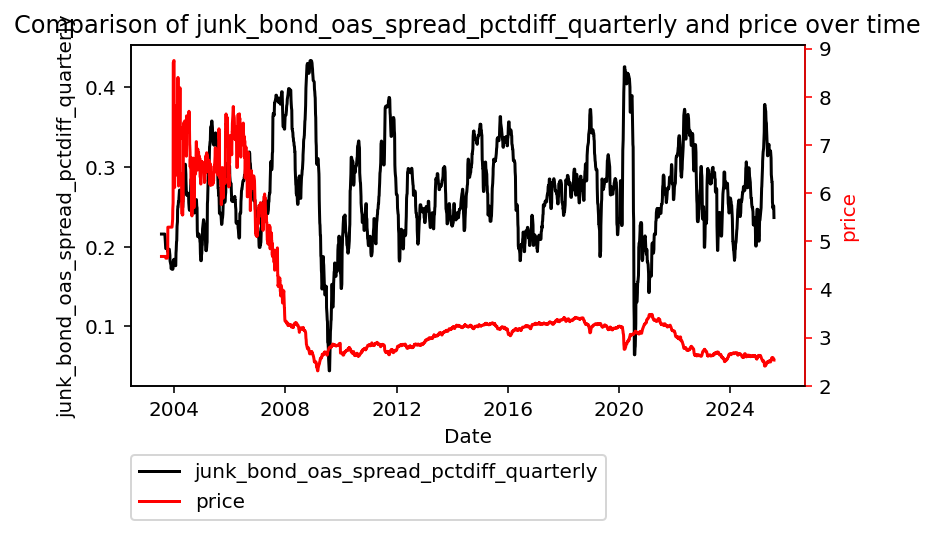 Comparison of junk_bond_oas_spread_pctdiff_quarterly and price over time
junk_bond_oas_spread_pctdiff_quarterly
0.4
0.3
0.2
0.1
9
8
7
6
5
4
3
2
price
2004 2008 2012 2016 2020 2024
Date
junk_bond_oas_spread_pctdiff_quarterly
price